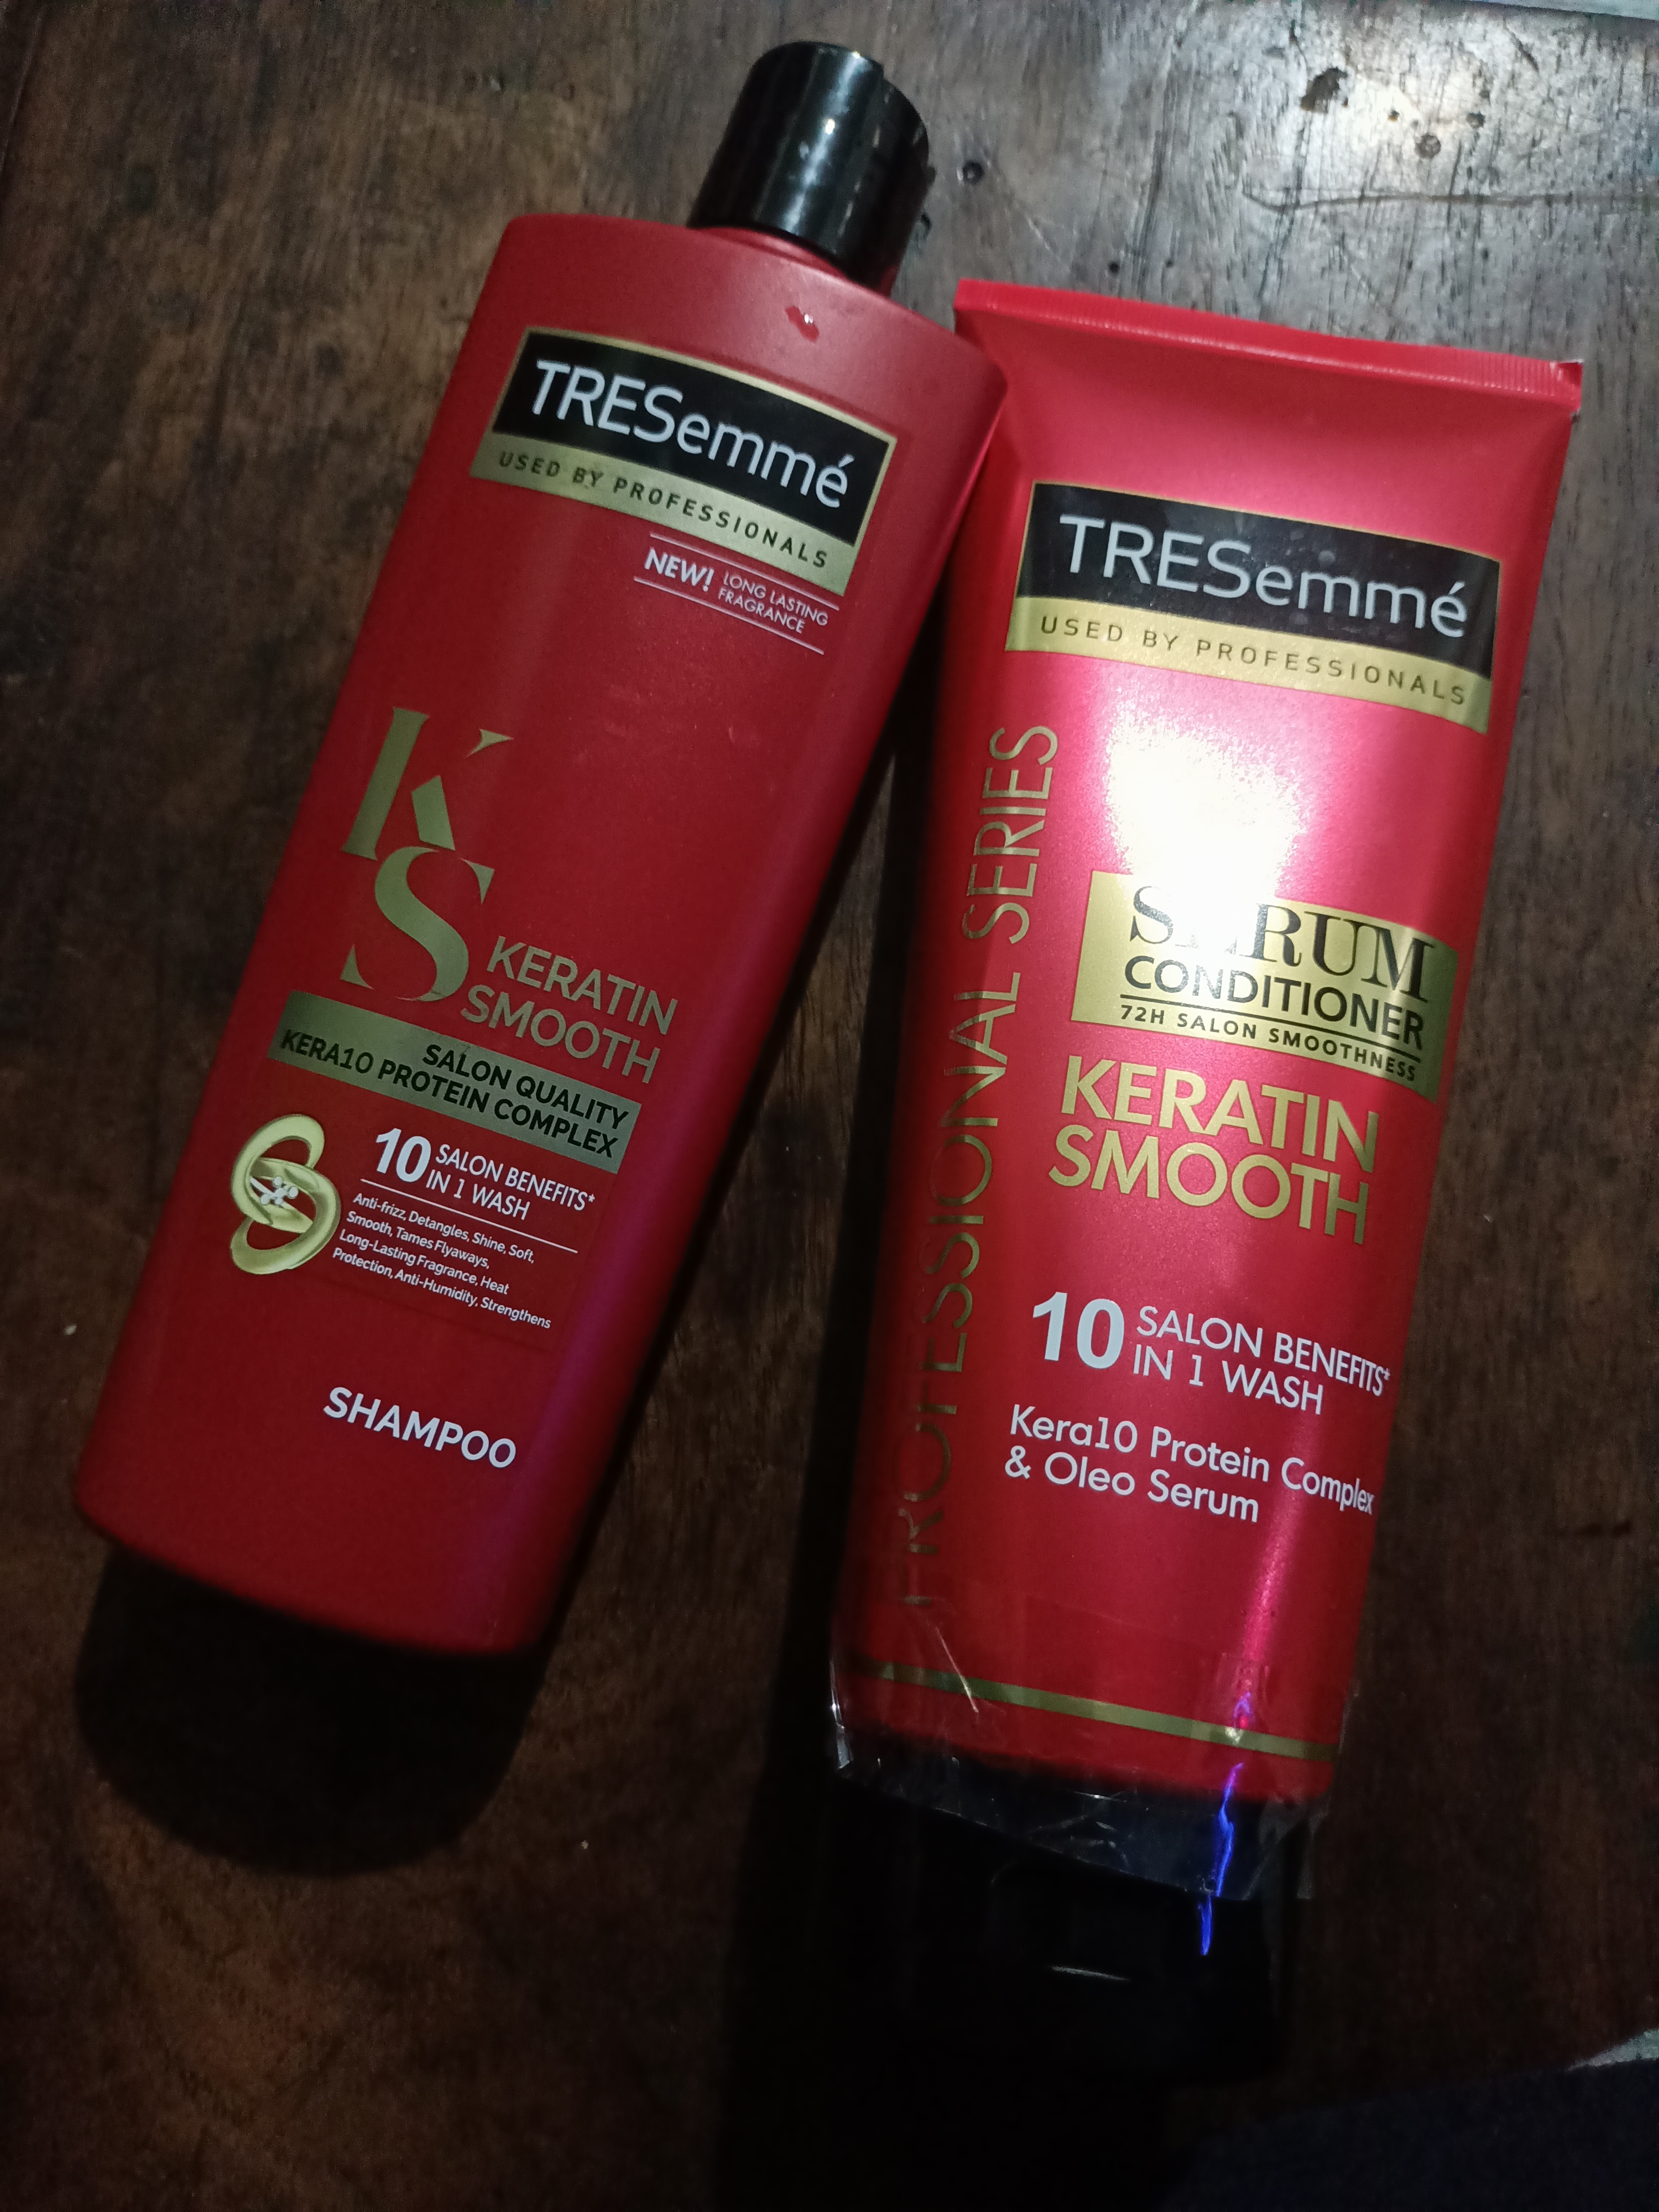 TRESemmé
USED BY PROFESSIONALS
NEW! LONG LASTING
FRAGRANCE
KS
KERATIN
SMOOTH
SALON QUALITY
KERA10 PROTEIN COMPLEX
10 SALON BENEFITS*
IN 1 WASH
Anti-frizz, Detangles, Shine, Soft,
Smooth, Tames Flyaways,
Long-Lasting Fragrance, Heat
Protection, Anti-Humidity, Strengthens
SHAMPOO
TRESemmé
USED BY PROFESSIONALS
PROFESSIONAL SERIES
SERUM
CONDITIONER
72H SALON SMOOTHNESS
KERATIN
SMOOTH
10 SALON BENEFITS*
IN 1 WASH
Kera10 Protein Complex
& Oleo Serum